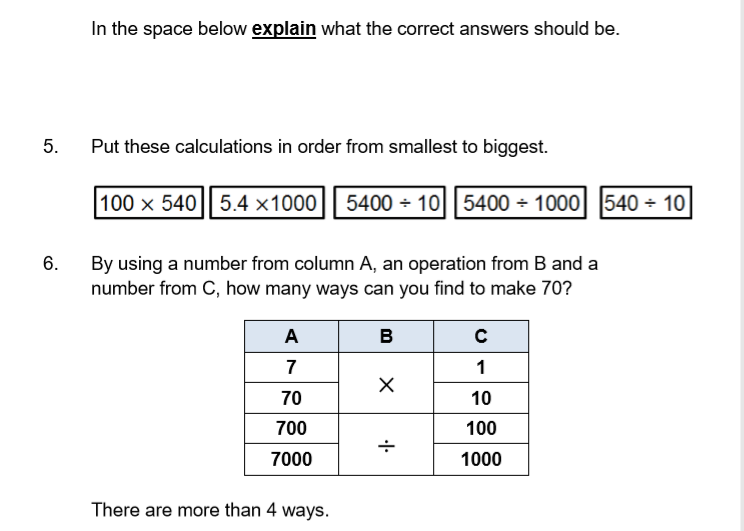 In the space below explain what the correct answers should be.
5. Put these calculations in order from smallest to biggest.
100 × 540 5.4 ×1000 5400 ÷ 10 5400 ÷ 1000 540 ÷ 10
6. By using a number from column A, an operation from B and a
number from C, how many ways can you find to make 70?
A B C
7 1
×
70 10
700 100
÷
7000 1000
There are more than 4 ways.